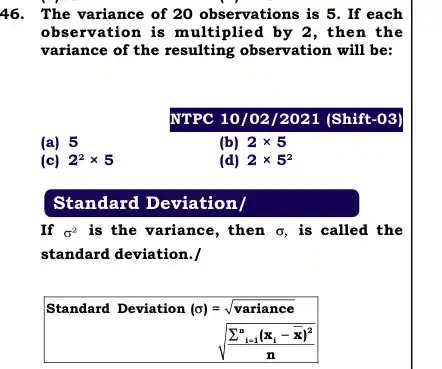 46. The variance of 20 observations is 5. If each
observation is multiplied by 2, then the
variance of the resulting observation will be:
NTPC 10/02/2021 (Shift-03)
(a) 5 (b) 2 × 5
(c) 2² × 5 (d) 2 × 5²
Standard Deviation/
If σ² is the variance, then σ, is called the
standard deviation./
Standard Deviation (σ) = √variance
√(Σⁿᵢ₌₁(xᵢ − x̅)² / n)